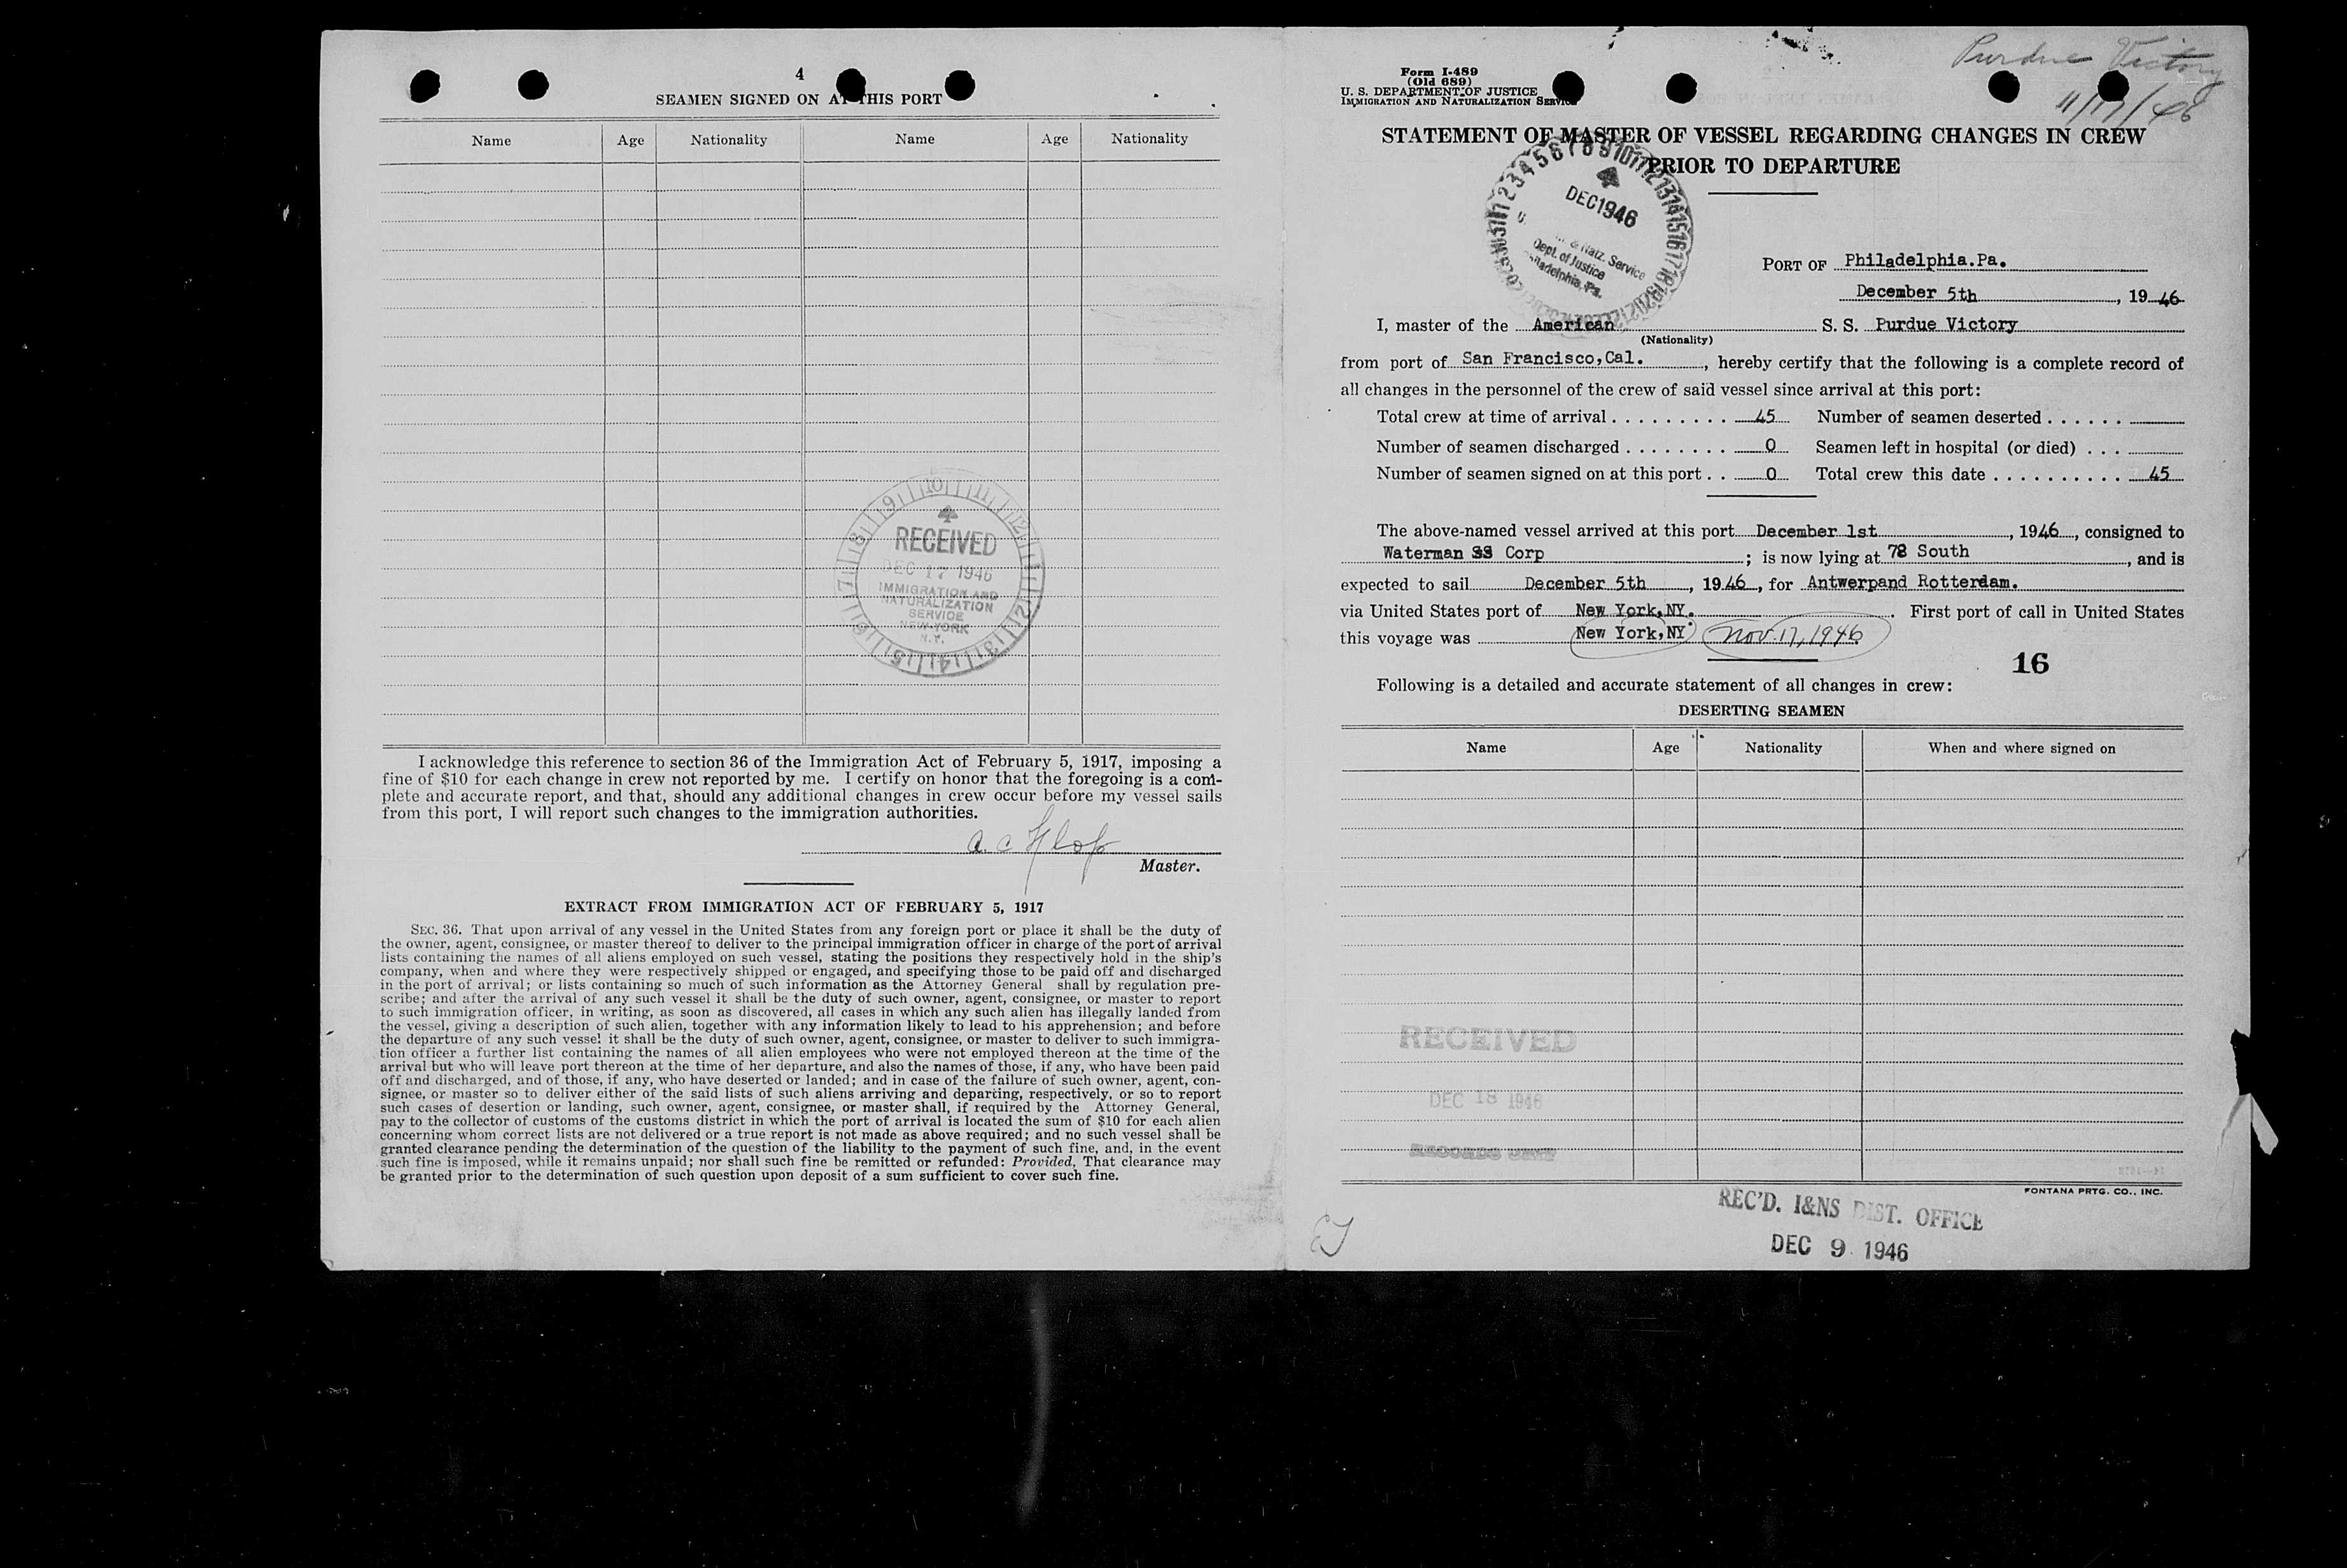 4
SEAMEN SIGNED ON AT THIS PORT
Name Age Nationality Name Age Nationality
RECEIVED
DEC 17 1946
IMMIGRATION AND
NATURALIZATION
SERVICE
NEW YORK
N.Y.
I acknowledge this reference to section 36 of the Immigration Act of February 5, 1917, imposing a
fine of $10 for each change in crew not reported by me. I certify on honor that the foregoing is a com-
plete and accurate report, and that, should any additional changes in crew occur before my vessel sails
from this port, I will report such changes to the immigration authorities.
a. c
Master.
EXTRACT FROM IMMIGRATION ACT OF FEBRUARY 5, 1917
SEC. 36. That upon arrival of any vessel in the United States from any foreign port or place it shall be the duty of
the owner, agent, consignee, or master thereof to deliver to the principal immigration officer in charge of the port of arrival
lists containing the names of all aliens employed on such vessel, stating the positions they respectively hold in the ship's
company, when and where they were respectively shipped or engaged, and specifying those to be paid off and discharged
in the port of arrival; or lists containing so much of such information as the Attorney General shall by regulation pre-
scribe; and after the arrival of any such vessel it shall be the duty of such owner, agent, consignee, or master to report
to such immigration officer, in writing, as soon as discovered, all cases in which any such alien has illegally landed from
the vessel, giving a description of such alien, together with any information likely to lead to his apprehension; and before
the departure of any such vessel it shall be the duty of such owner, agent, consignee, or master to deliver to such immigra-
tion officer a further list containing the names of all alien employees who were not employed thereon at the time of the
arrival but who will leave port thereon at the time of her departure, and also the names of those, if any, who have been paid
off and discharged, and of those, if any, who have deserted or landed; and in case of the failure of such owner, agent, con-
signee, or master so to deliver either of the said lists of such aliens arriving and departing, respectively, or so to report
such cases of desertion or landing, such owner, agent, consignee, or master shall, if required by the Attorney General,
pay to the collector of customs of the customs district in which the port of arrival is located the sum of $10 for each alien
concerning whom correct lists are not delivered or a true report is not made as above required; and no such vessel shall be
granted clearance pending the determination of the question of the liability to the payment of such fine, and, in the event
such fine is imposed, while it remains unpaid; nor shall such fine be remitted or refunded: Provided, That clearance may
be granted prior to the determination of such question upon deposit of a sum sufficient to cover such fine.
Purdue Victory
11/17/46
Form I-489
(Old 689)
U. S. DEPARTMENT OF JUSTICE
IMMIGRATION AND NATURALIZATION SERVICE
STATEMENT OF MASTER OF VESSEL REGARDING CHANGES IN CREW
PRIOR TO DEPARTURE
DEC 1946
& Natz. Service
Dept. of Justice
Philadelphia, Pa.
PORT OF Philadelphia.Pa.
December 5th, 19 46
I, master of the American S. S. Purdue Victory
(Nationality)
from port of San Francisco,Cal., hereby certify that the following is a complete record of
all changes in the personnel of the crew of said vessel since arrival at this port:
Total crew at time of arrival . . . . . . . . . 45 Number of seamen deserted . . . . . .
Number of seamen discharged . . . . . . . . 0 Seamen left in hospital (or died) . . .
Number of seamen signed on at this port . . 0 Total crew this date . . . . . . . . . . 45
The above-named vessel arrived at this port December 1st, 1946, consigned to
Waterman SS Corp ; is now lying at 78 South, and is
expected to sail December 5th, 19 46, for Antwerpand Rotterdam.
via United States port of New York.NY. First port of call in United States
this voyage was New York,NY. Nov. 17, 1946
16
Following is a detailed and accurate statement of all changes in crew:
DESERTING SEAMEN
Name Age Nationality When and where signed on
RECEIVED
DEC 18 1946
RECORDS UNIT
FONTANA PRTG. CO., INC.
REC'D. I&NS DIST. OFFICE
DEC 9 1946